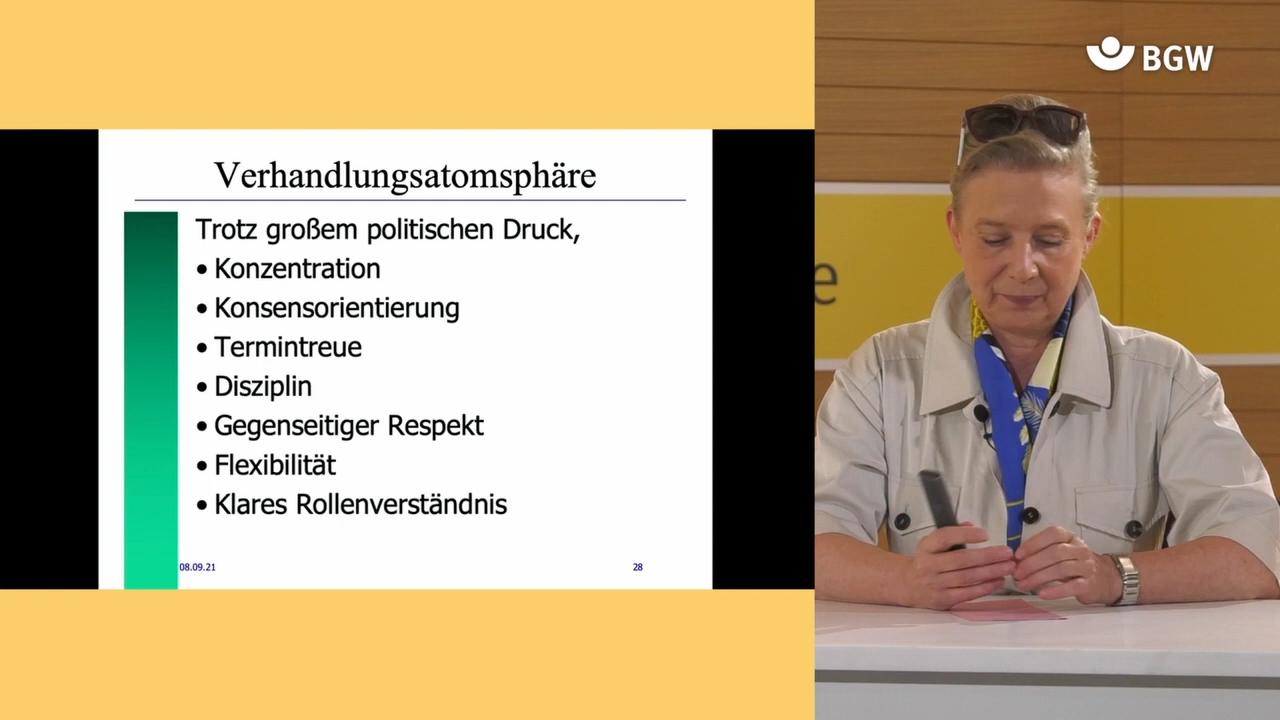 Verhandlungsatomsphäre
Trotz großem politischen Druck,
• Konzentration
• Konsensorientierung
• Termintreue
• Disziplin
• Gegenseitiger Respekt
• Flexibilität
• Klares Rollenverständnis
08.09.21
28
BGW
e